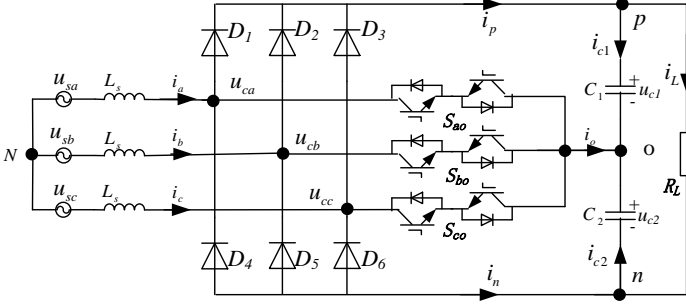 D1 D2 D3 ip p
ic1
usa Ls ia uca Sao C1 + uc1 - iL
N usb Ls ib ucb Sbo io o RL
usc Ls ic ucc Sco C2 + uc2 -
ic2
D4 D5 D6 in n